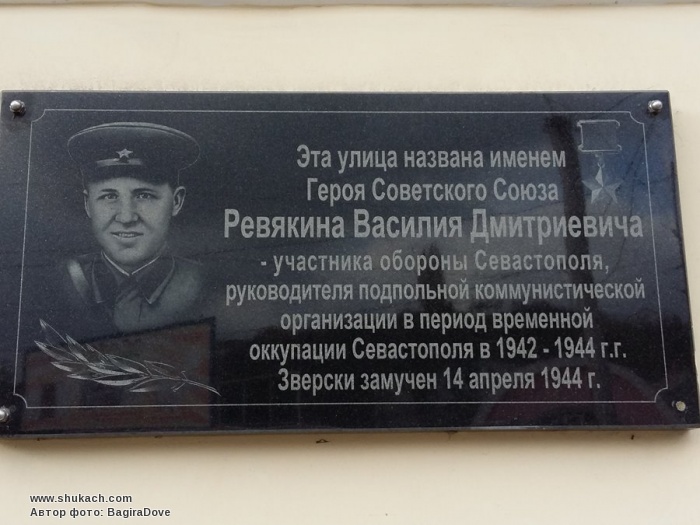 Эта улица названа именем
Героя Советского Союза
Ревякина Василия Дмитриевича
- участника обороны Севастополя,
руководителя подпольной коммунистической
организации в период временной
оккупации Севастополя в 1942 - 1944 г.г.
Зверски замучен 14 апреля 1944 г.
www.shukach.com
Автор фото: BagiraDove